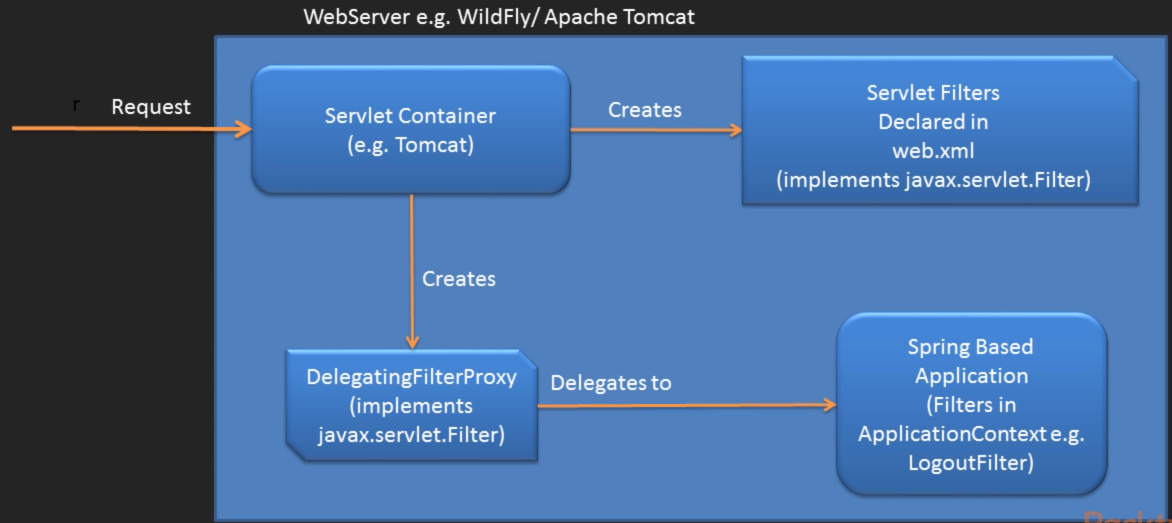 WebServer e.g. WildFly/ Apache Tomcat
r Request
Servlet Container
(e.g. Tomcat)
Creates
Servlet Filters
Declared in
web.xml
(implements javax.servlet.Filter)
Creates
DelegatingFilterProxy
(implements
javax.servlet.Filter)
Delegates to
Spring Based
Application
(Filters in
ApplicationContext e.g.
LogoutFilter)